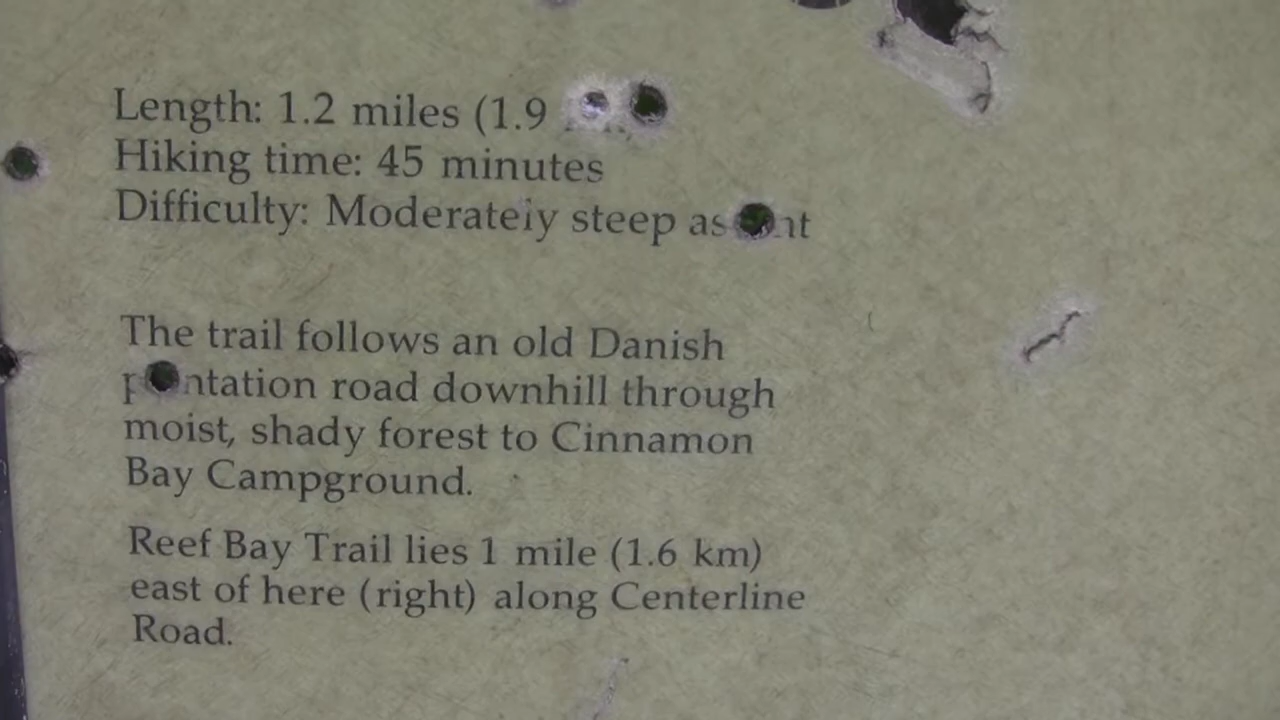 Length: 1.2 miles (1.9
Hiking time: 45 minutes
Difficulty: Moderately steep
The trail follows an old Danish
road downhill through
moist, shady forest to Cinnamon
Bay Campground.
Reef Bay Trail lies 1 mile (1.6 km)
east of here (right) along Centerline
Road.